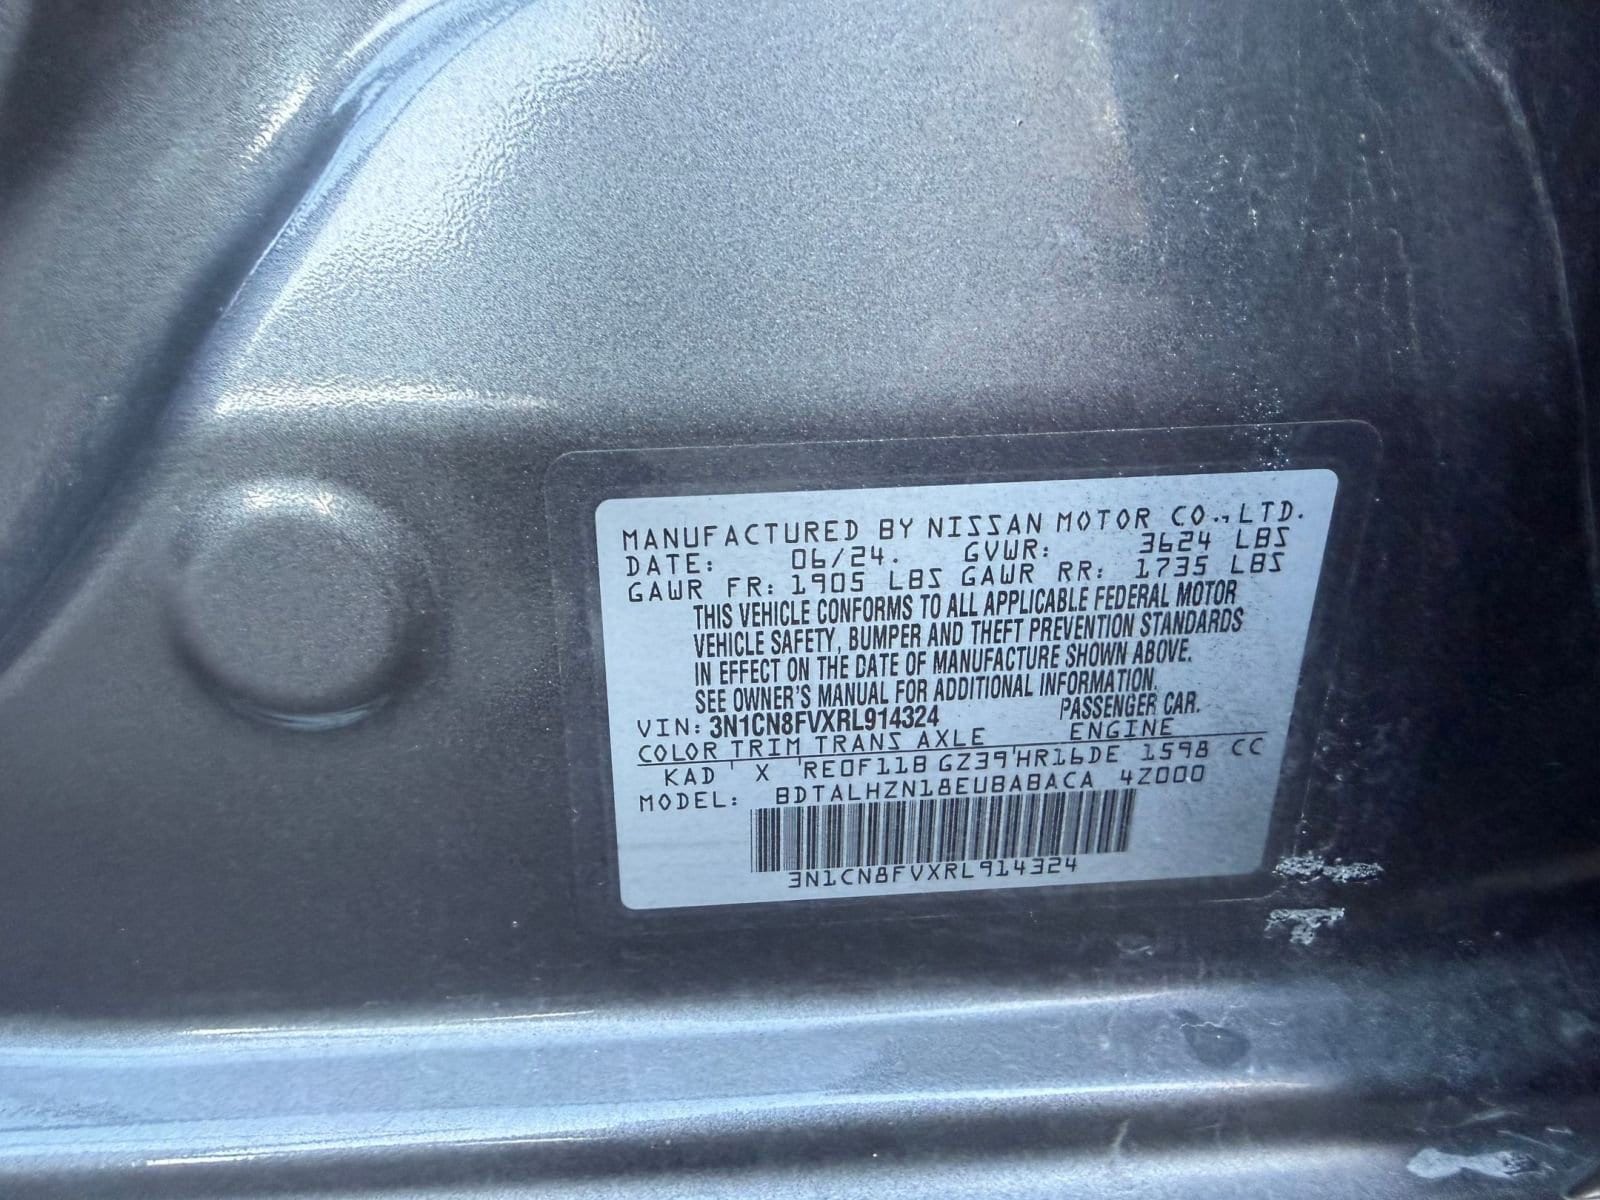 MANUFACTURED BY NISSAN MOTOR CO., LTD.
DATE: 06/24. GVWR: 3624 LBS
GAWR FR: 1905 LBS GAWR RR: 1735 LBS
THIS VEHICLE CONFORMS TO ALL APPLICABLE FEDERAL MOTOR
VEHICLE SAFETY, BUMPER AND THEFT PREVENTION STANDARDS
IN EFFECT ON THE DATE OF MANUFACTURE SHOWN ABOVE.
SEE OWNER'S MANUAL FOR ADDITIONAL INFORMATION.
VIN: 3N1CN8FVXRL914324 PASSENGER CAR.
COLOR TRIM TRANS AXLE ENGINE
KAD X RE0F11B GZ39 HR16DE 1598 CC
MODEL: BDTALHZN18EUBABACA 4Z000
3N1CN8FVXRL914324